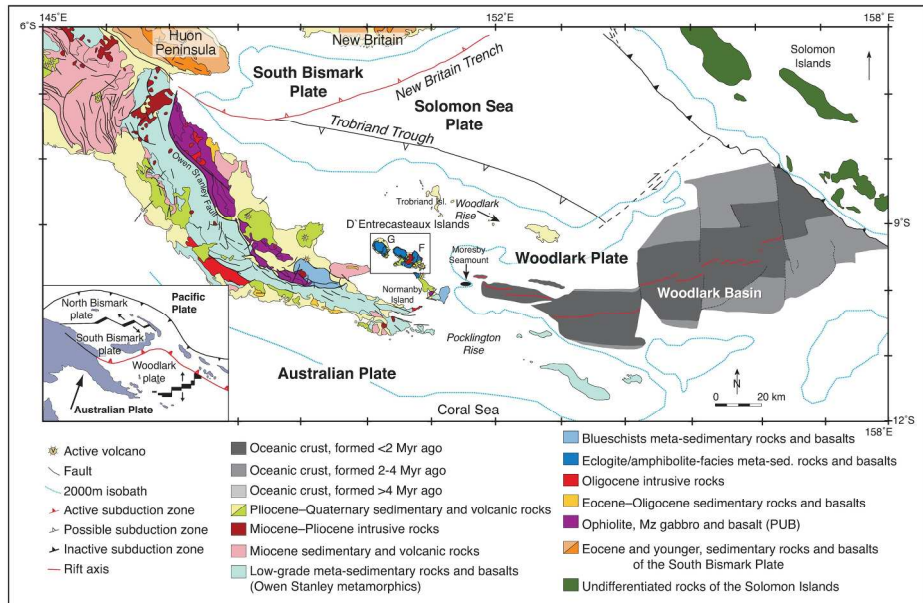 145°E
152°E
158°E
6°S
Huon
Peninsula
New Britain
Solomon
Islands
South Bismark
Plate
New Britain Trench
Solomon Sea
Plate
Trobriand Trough
Owen Stanley Fault
Trobriand Isl.
Woodlark
Rise
9°S
D'Entrecasteaux Islands
G
F
Moresby
Seamount
Woodlark Plate
Normanby
Island
Woodlark Basin
North Bismark
plate
Pacific
Plate
South Bismark
plate
Woodlark
plate
Australian Plate
Pocklington
Rise
Australian Plate
N
0 20 km
Coral Sea
12°S
158°E
Active volcano
Fault
2000m isobath
Active subduction zone
Possible subduction zone
Inactive subduction zone
Rift axis
Oceanic crust, formed <2 Myr ago
Oceanic crust, formed 2-4 Myr ago
Oceanic crust, formed >4 Myr ago
Pliocene–Quaternary sedimentary and volcanic rocks
Miocene–Pliocene intrusive rocks
Miocene sedimentary and volcanic rocks
Low-grade meta-sedimentary rocks and basalts
(Owen Stanley metamorphics)
Blueschists meta-sedimentary rocks and basalts
Eclogite/amphibolite-facies meta-sed. rocks and basalts
Oligocene intrusive rocks
Eocene–Oligocene sedimentary rocks and basalts
Ophiolite, Mz gabbro and basalt (PUB)
Eocene and younger, sedimentary rocks and basalts
of the South Bismark Plate
Undifferentiated rocks of the Solomon Islands